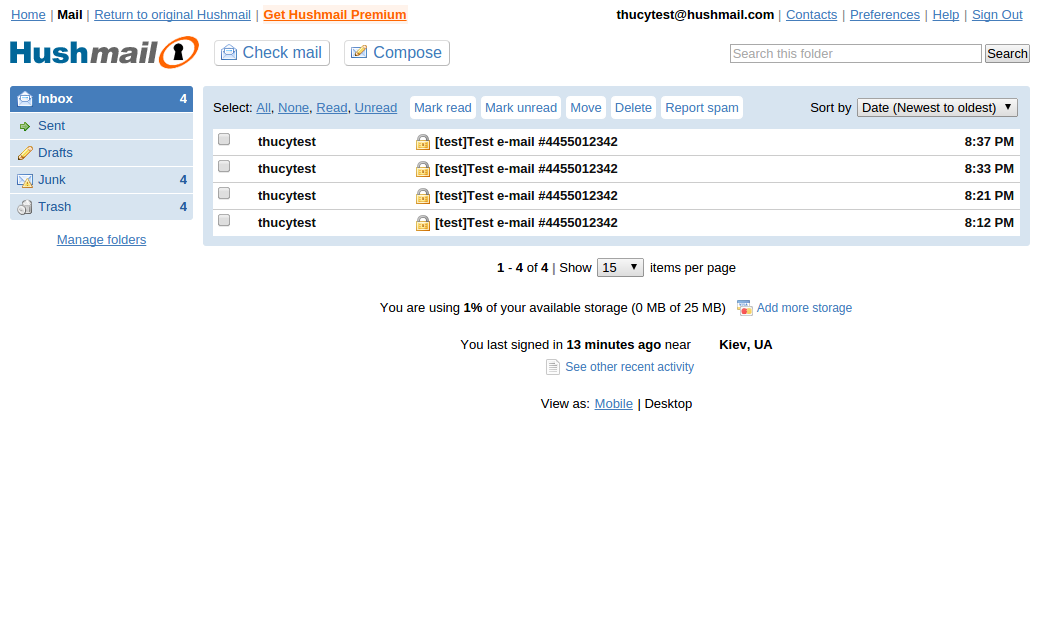 Home | Mail | Return to original Hushmail | Get Hushmail Premium
thucytest@hushmail.com | Contacts | Preferences | Help | Sign Out
Hushmail
Check mail
Compose
Search this folder
Search
Inbox 4
Sent
Drafts
Junk 4
Trash 4
Manage folders
Select: All, None, Read, Unread Mark read Mark unread Move Delete Report spam Sort by Date (Newest to oldest)
thucytest [test]Test e-mail #4455012342 8:37 PM
thucytest [test]Test e-mail #4455012342 8:33 PM
thucytest [test]Test e-mail #4455012342 8:21 PM
thucytest [test]Test e-mail #4455012342 8:12 PM
1 - 4 of 4 | Show 15 items per page
You are using 1% of your available storage (0 MB of 25 MB) Add more storage
You last signed in 13 minutes ago near Kiev, UA
See other recent activity
View as: Mobile | Desktop